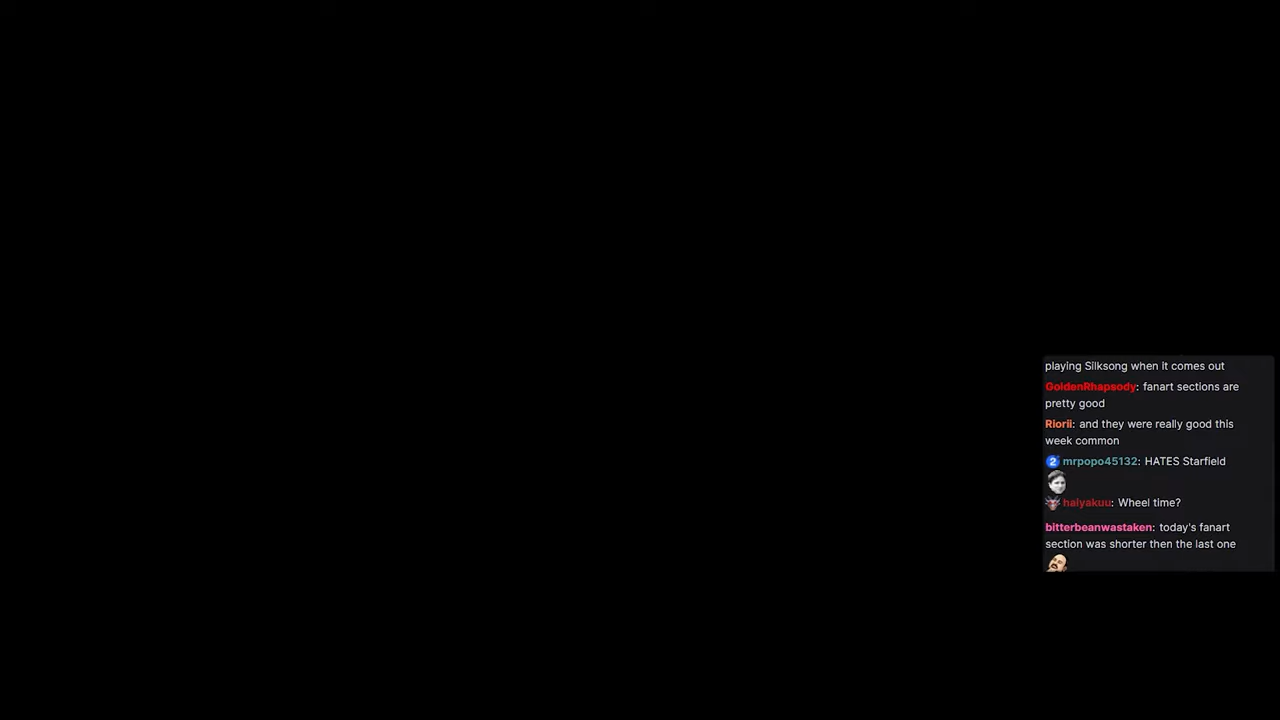 playing Silksong when it comes out
GoldenRhapsody: fanart sections are
pretty good
Riorii: and they were really good this
week common
2 mrpopo45132: HATES Starfield
haiyakuu: Wheel time?
bitterbeanwastaken: today's fanart
section was shorter then the last one